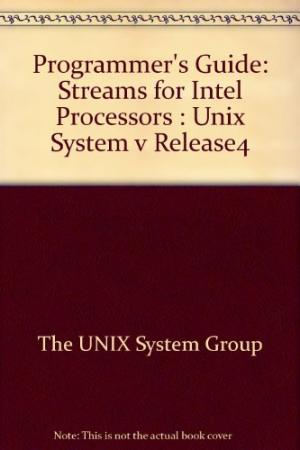 Programmer's Guide:
Streams for Intel
Processors : Unix
System v Release4
The UNIX System Group
Note: This is not the actual book cover